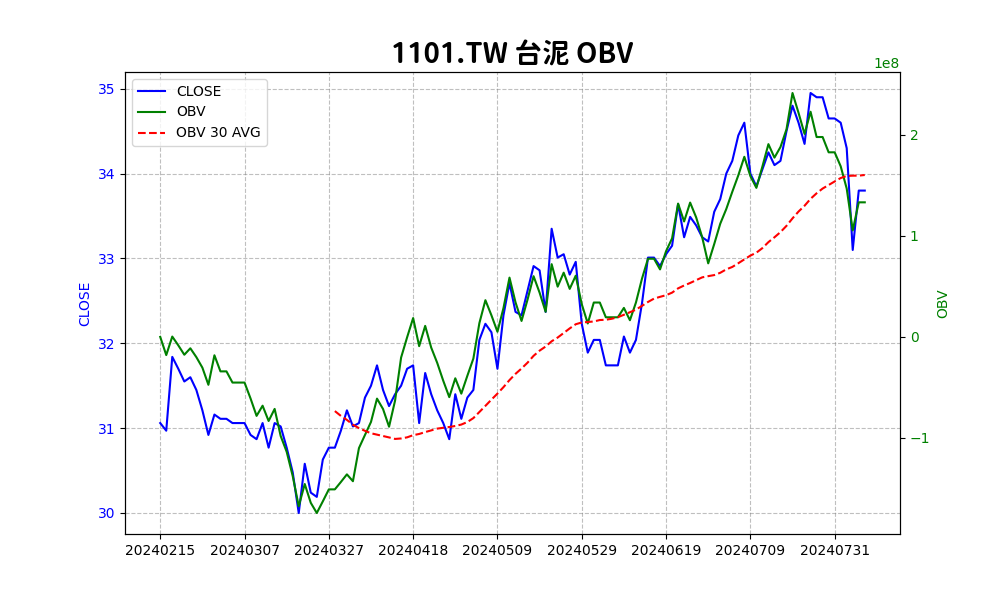 1101.TW 台泥 OBV
1e8
CLOSE
OBV
OBV 30 AVG
35
34
33
32
31
30
CLOSE
2
1
0
−1
OBV
20240215 20240307 20240327 20240418 20240509 20240529 20240619 20240709 20240731